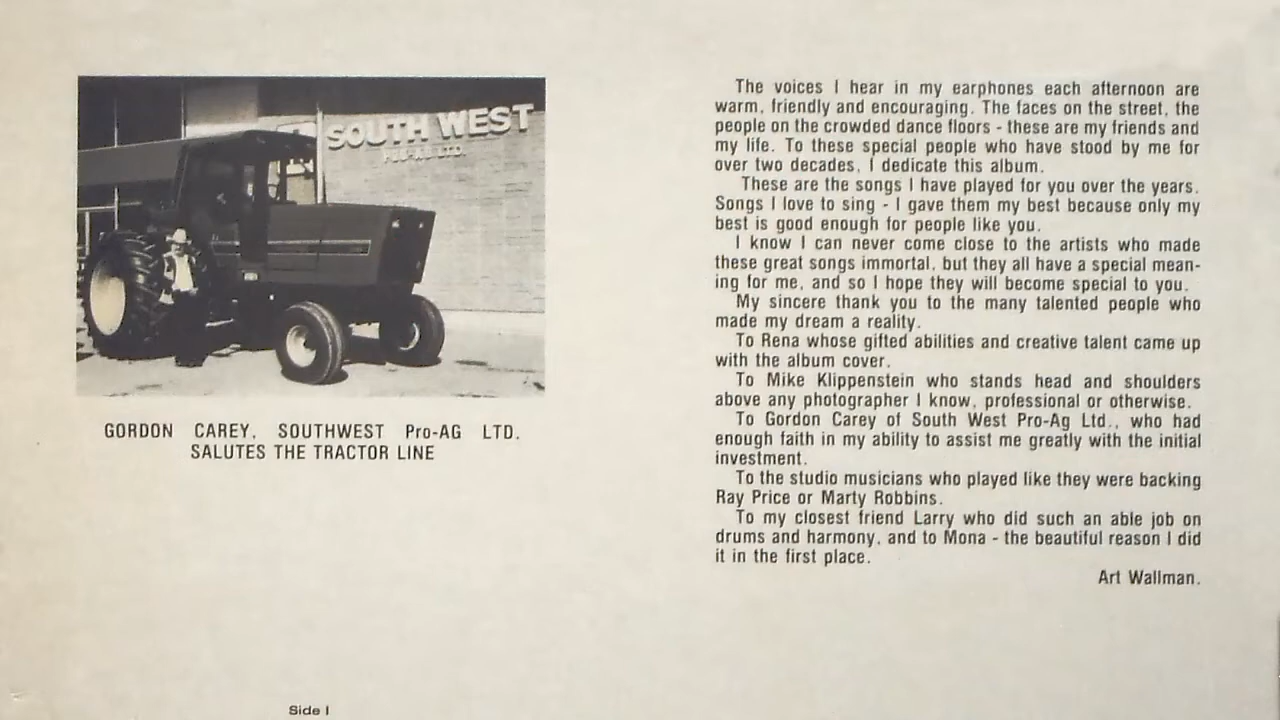 SOUTH WEST
PRO-AG LTD.
GORDON CAREY, SOUTHWEST Pro-AG LTD.
SALUTES THE TRACTOR LINE
Side I
The voices I hear in my earphones each afternoon are
warm, friendly and encouraging. The faces on the street, the
people on the crowded dance floors - these are my friends and
my life. To these special people who have stood by me for
over two decades, I dedicate this album.
These are the songs I have played for you over the years.
Songs I love to sing - I gave them my best because only my
best is good enough for people like you.
I know I can never come close to the artists who made
these great songs immortal, but they all have a special mean-
ing for me, and so I hope they will become special to you.
My sincere thank you to the many talented people who
made my dream a reality.
To Rena whose gifted abilities and creative talent came up
with the album cover.
To Mike Klippenstein who stands head and shoulders
above any photographer I know, professional or otherwise.
To Gordon Carey of South West Pro-Ag Ltd., who had
enough faith in my ability to assist me greatly with the initial
investment.
To the studio musicians who played like they were backing
Ray Price or Marty Robbins.
To my closest friend Larry who did such an able job on
drums and harmony, and to Mona - the beautiful reason I did
it in the first place.
Art Wallman.